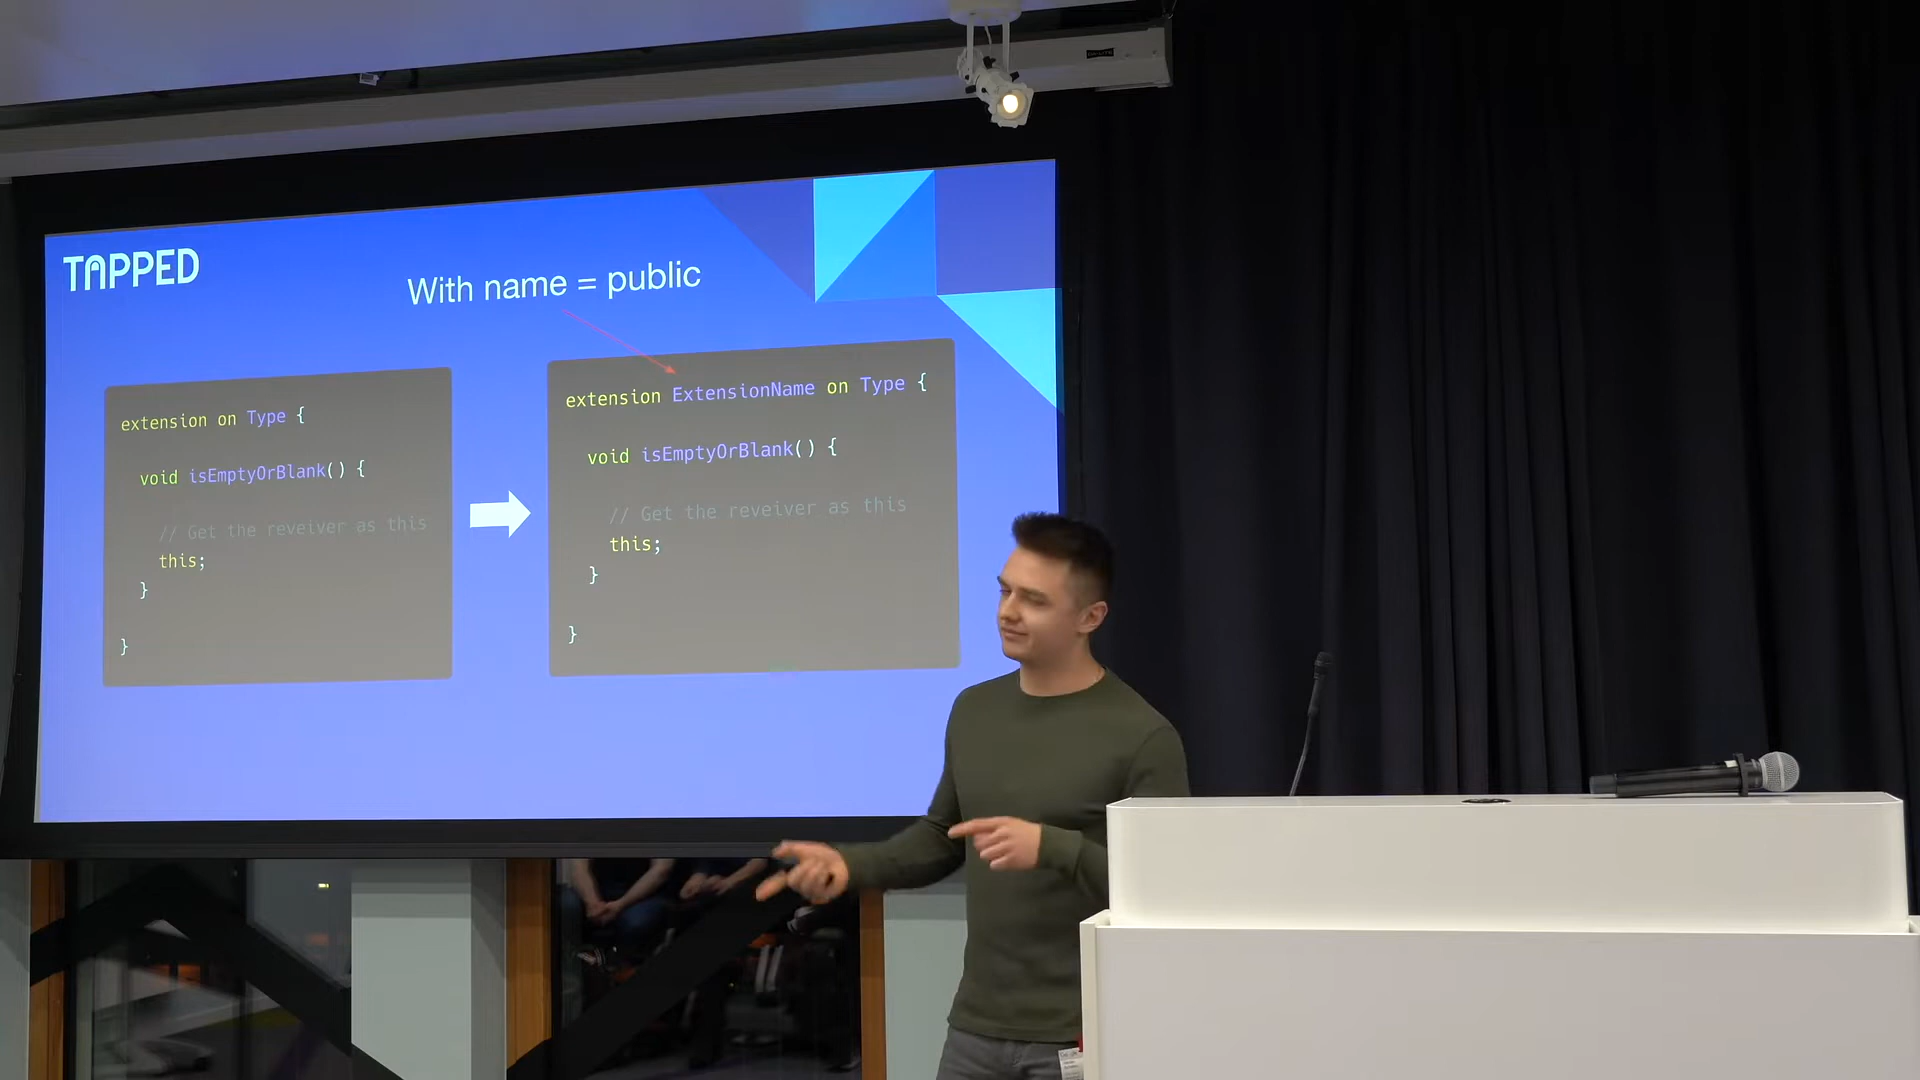 TAPPED
With name = public
extension on Type {
void isEmptyOrBlank() {
// Get the reveiver as this
this;
}
}
extension ExtensionName on Type {
void isEmptyOrBlank() {
// Get the reveiver as this
this;
}
}